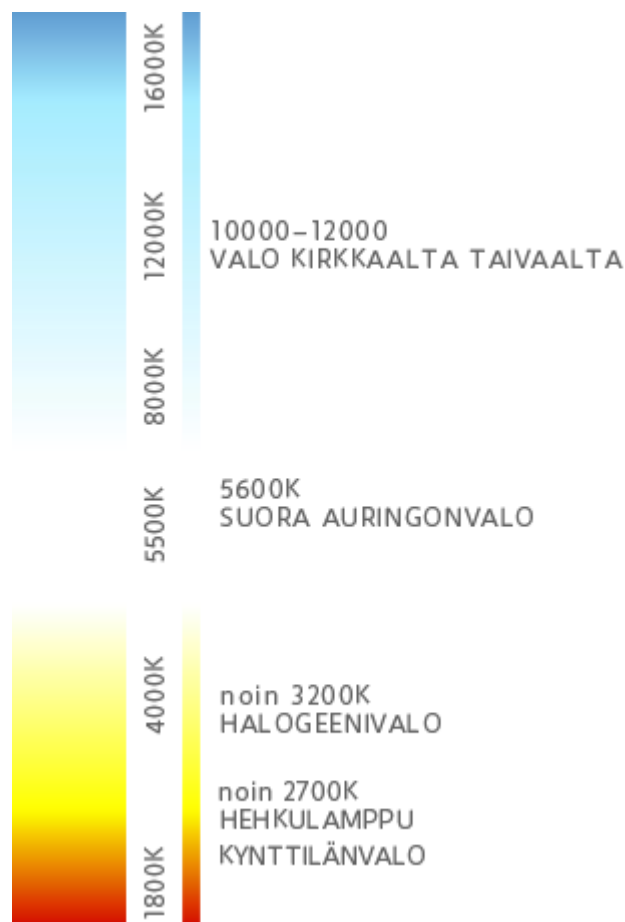 16000K
12000K
10000–12000
VALO KIRKKAALTA TAIVAALTA
8000K
5600K
SUORA AURINGONVALO
5500K
4000K
noin 3200K
HALOGEENIVALO
noin 2700K
HEHKULAMPPU
KYNTTILÄNVALO
1800K